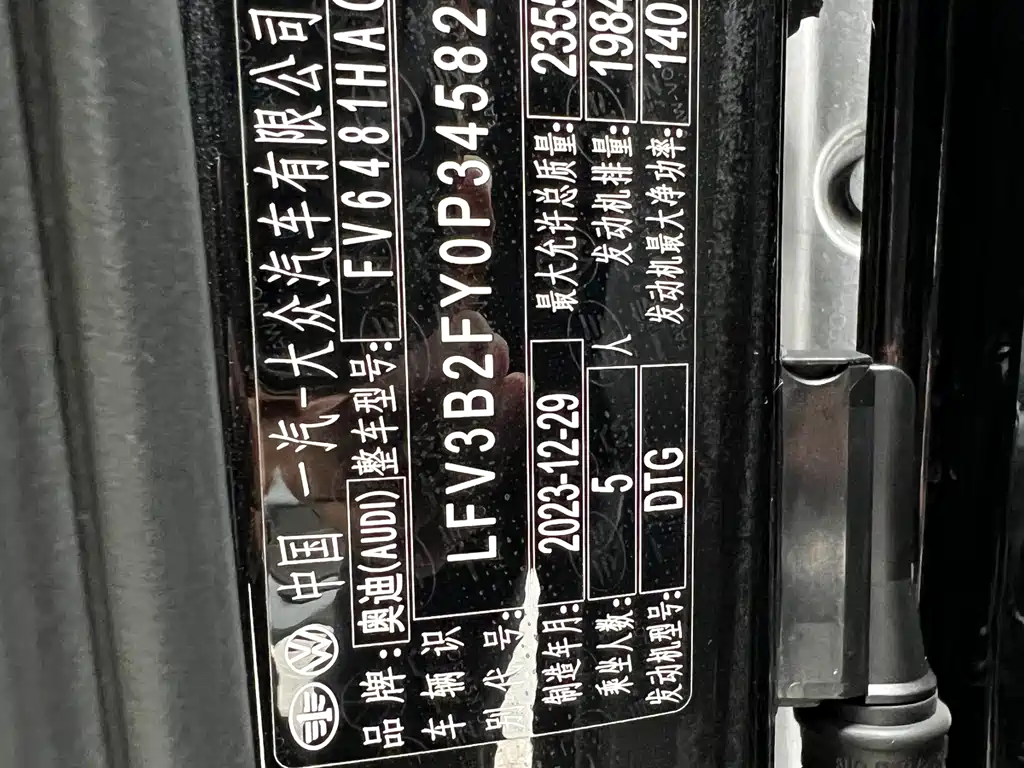 中国一汽一大众汽车有限公司
品牌: 奥迪(AUDI) 整车型号: FV6481HAC
车辆识别代号: LFV3B2FY0P34582
制造年月: 2023-12-29 最大允许总质量: 2355
乘坐人数: 5 人 发动机排量: 1984
发动机型号: DTG 发动机最大净功率: 140